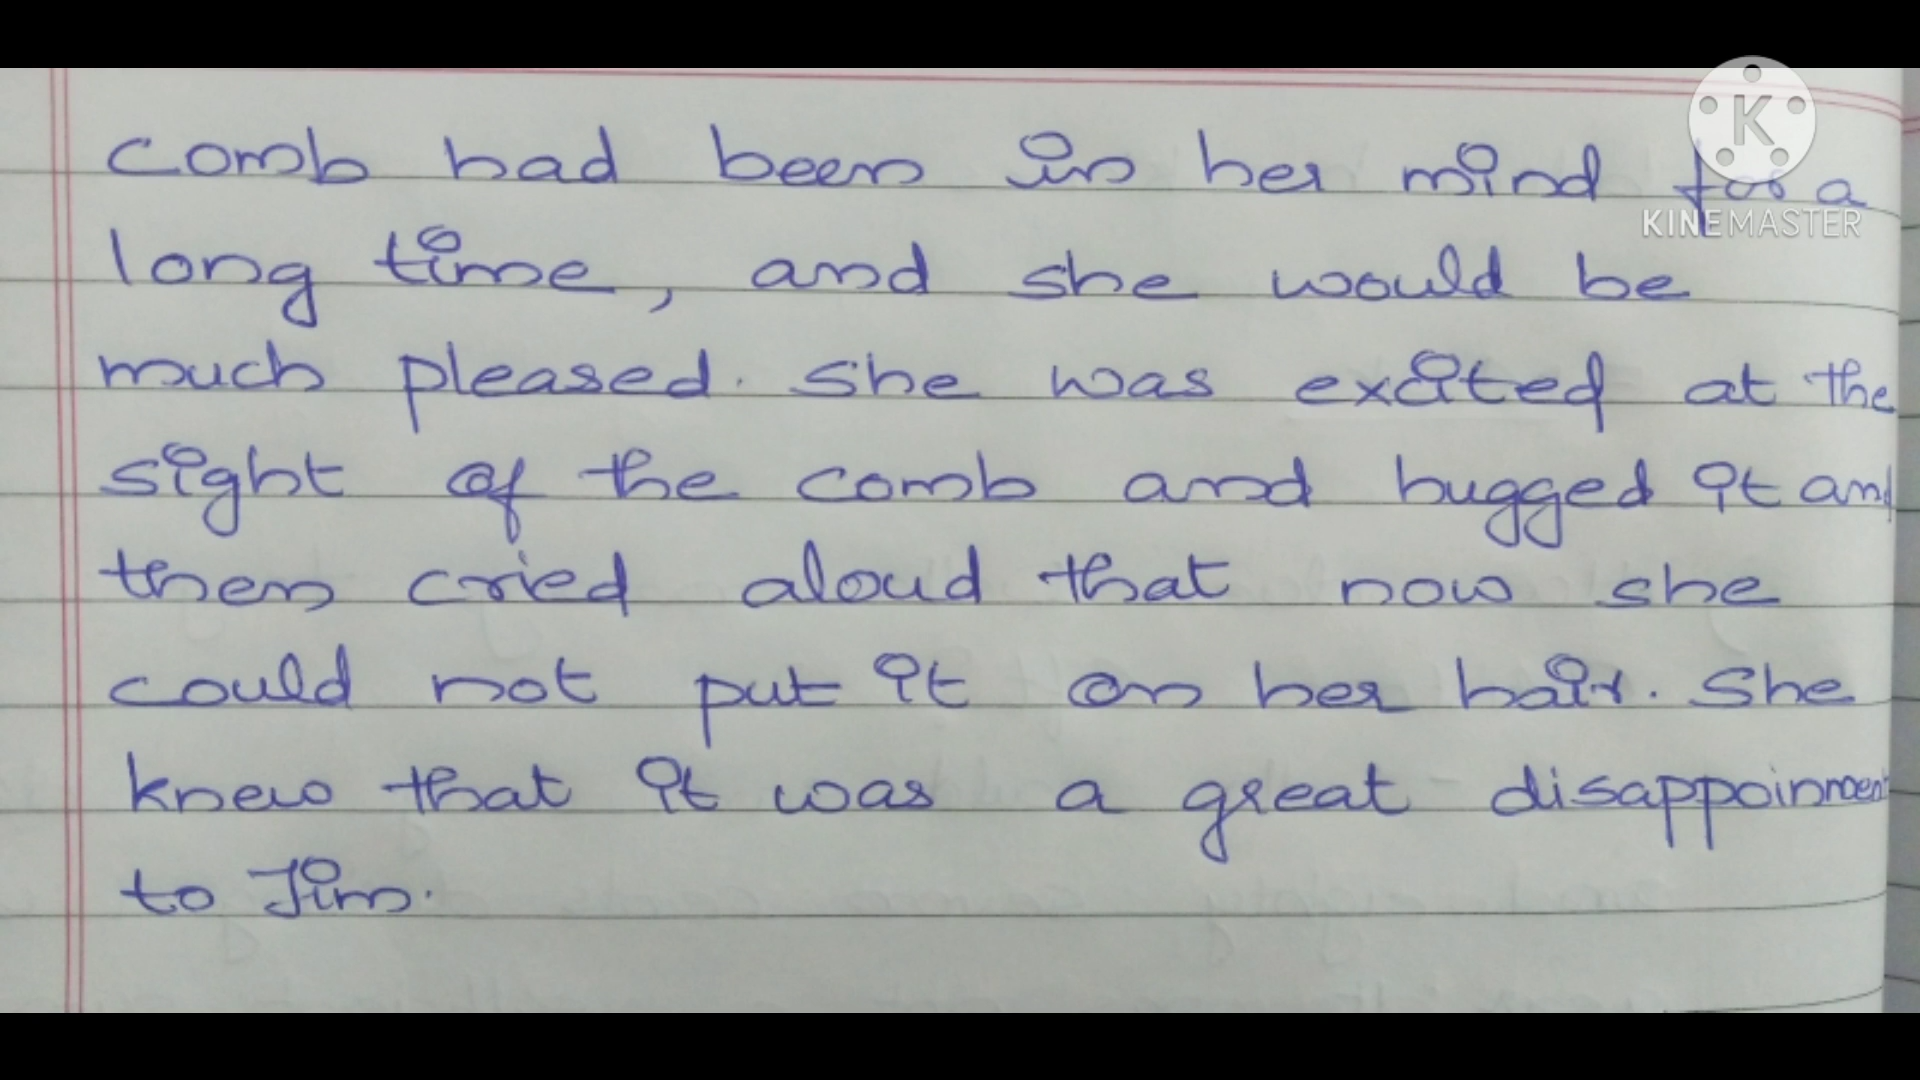 comb had been in her mind for a
KINEMASTER
long time, and she would be
much pleased. She was excited at the
sight of the comb and hugged it and
then cried aloud that now she
could not put it on her hair. She
knew that it was a great disappoinment
to Jim.